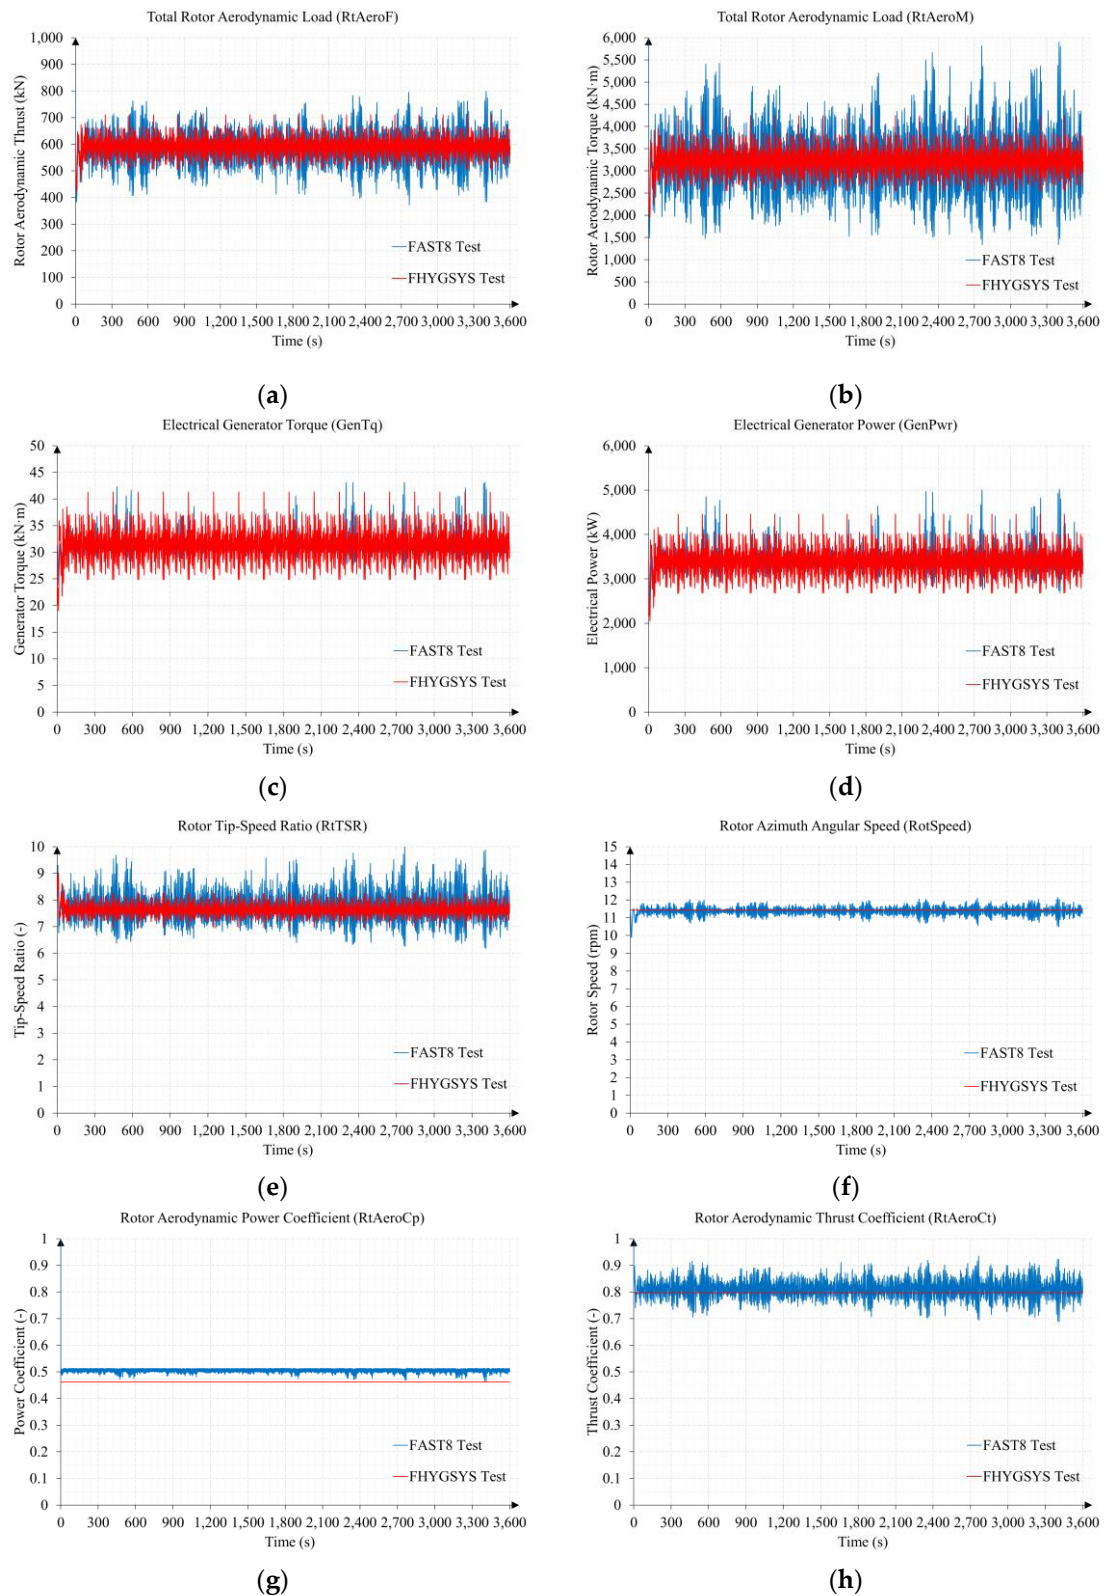 Total Rotor Aerodynamic Load (RtAeroF)
1,000
900
800
700
600
500
400
300
200
100
0
Rotor Aerodynamic Thrust (kN)
FAST8 Test
FHYGSYS Test
0 300 600 900 1,200 1,500 1,800 2,100 2,400 2,700 3,000 3,300 3,600
Time (s)
(a)
Total Rotor Aerodynamic Load (RtAeroM)
6,000
5,500
5,000
4,500
4,000
3,500
3,000
2,500
2,000
1,500
1,000
500
0
Rotor Aerodynamic Torque (kN·m)
FAST8 Test
FHYGSYS Test
0 300 600 900 1,200 1,500 1,800 2,100 2,400 2,700 3,000 3,300 3,600
Time (s)
(b)
Electrical Generator Torque (GenTq)
50
45
40
35
30
25
20
15
10
5
0
Generator Torque (kN·m)
FAST8 Test
FHYGSYS Test
0 300 600 900 1,200 1,500 1,800 2,100 2,400 2,700 3,000 3,300 3,600
Time (s)
(c)
Electrical Generator Power (GenPwr)
6,000
5,000
4,000
3,000
2,000
1,000
0
Electrical Power (kW)
FAST8 Test
FHYGSYS Test
0 300 600 900 1,200 1,500 1,800 2,100 2,400 2,700 3,000 3,300 3,600
Time (s)
(d)
Rotor Tip-Speed Ratio (RtTSR)
10
9
8
7
6
5
4
3
2
1
0
Tip-Speed Ratio (-)
FAST8 Test
FHYGSYS Test
0 300 600 900 1,200 1,500 1,800 2,100 2,400 2,700 3,000 3,300 3,600
Time (s)
(e)
Rotor Azimuth Angular Speed (RotSpeed)
15
14
13
12
11
10
9
8
7
6
5
4
3
2
1
0
Rotor Speed (rpm)
FAST8 Test
FHYGSYS Test
0 300 600 900 1,200 1,500 1,800 2,100 2,400 2,700 3,000 3,300 3,600
Time (s)
(f)
Rotor Aerodynamic Power Coefficient (RtAeroCp)
1
0.9
0.8
0.7
0.6
0.5
0.4
0.3
0.2
0.1
0
Power Coefficient (-)
FAST8 Test
FHYGSYS Test
0 300 600 900 1,200 1,500 1,800 2,100 2,400 2,700 3,000 3,300 3,600
Time (s)
(g)
Rotor Aerodynamic Thrust Coefficient (RtAeroCt)
1
0.9
0.8
0.7
0.6
0.5
0.4
0.3
0.2
0.1
0
Thrust Coefficient (-)
FAST8 Test
FHYGSYS Test
0 300 600 900 1,200 1,500 1,800 2,100 2,400 2,700 3,000 3,300 3,600
Time (s)
(h)